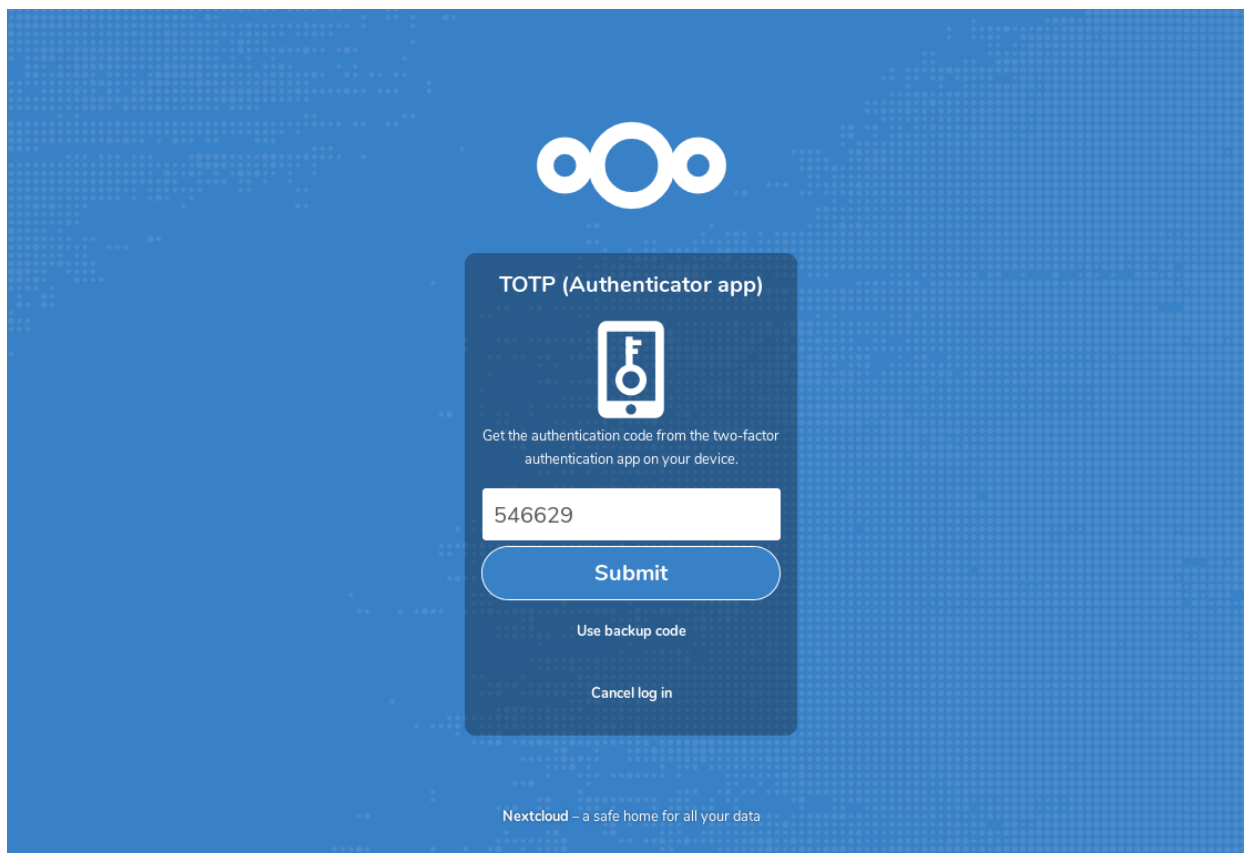 TOTP (Authenticator app)
Get the authentication code from the two-factor
authentication app on your device.
546629
Submit
Use backup code
Cancel log in
Nextcloud – a safe home for all your data